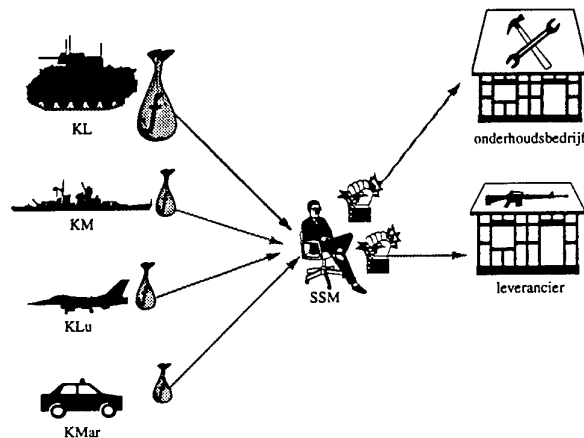 KL
KM
KLu
KMar
SSM
onderhoudsbedrijf
leverancier
f
f
f
f